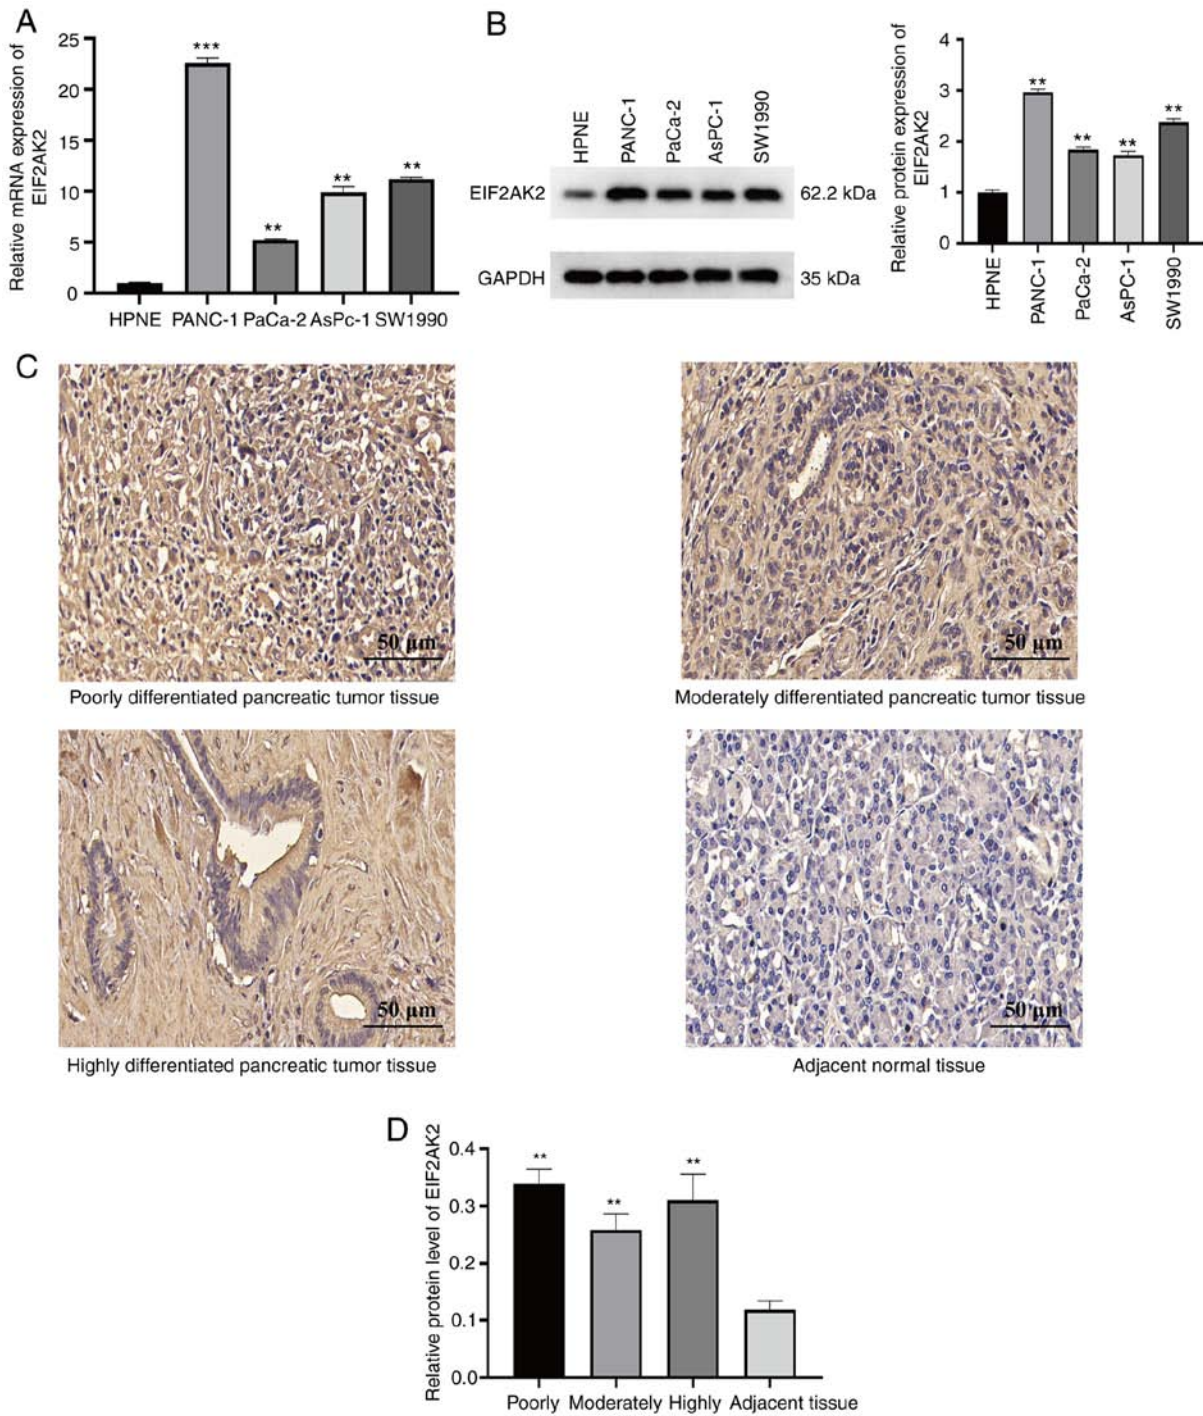 A
Relative mRNA expression of
EIF2AK2
25
20
15
10
5
0
***
**
**
**
HPNE PANC-1 PaCa-2 AsPc-1 SW1990
B
HPNE
PANC-1
PaCa-2
AsPC-1
SW1990
EIF2AK2
62.2 kDa
GAPDH
35 kDa
Relative protein expression of
EIF2AK2
4
3
2
1
0
**
**
**
**
HPNE
PANC-1
PaCa-2
AsPC-1
SW1990
C
50 µm
50 µm
Poorly differentiated pancreatic tumor tissue
Moderately differentiated pancreatic tumor tissue
50 µm
50 µm
Highly differentiated pancreatic tumor tissue
Adjacent normal tissue
D
Relative protein level of EIF2AK2
0.4
0.3
0.2
0.1
0.0
**
**
**
Poorly Moderately Highly Adjacent tissue